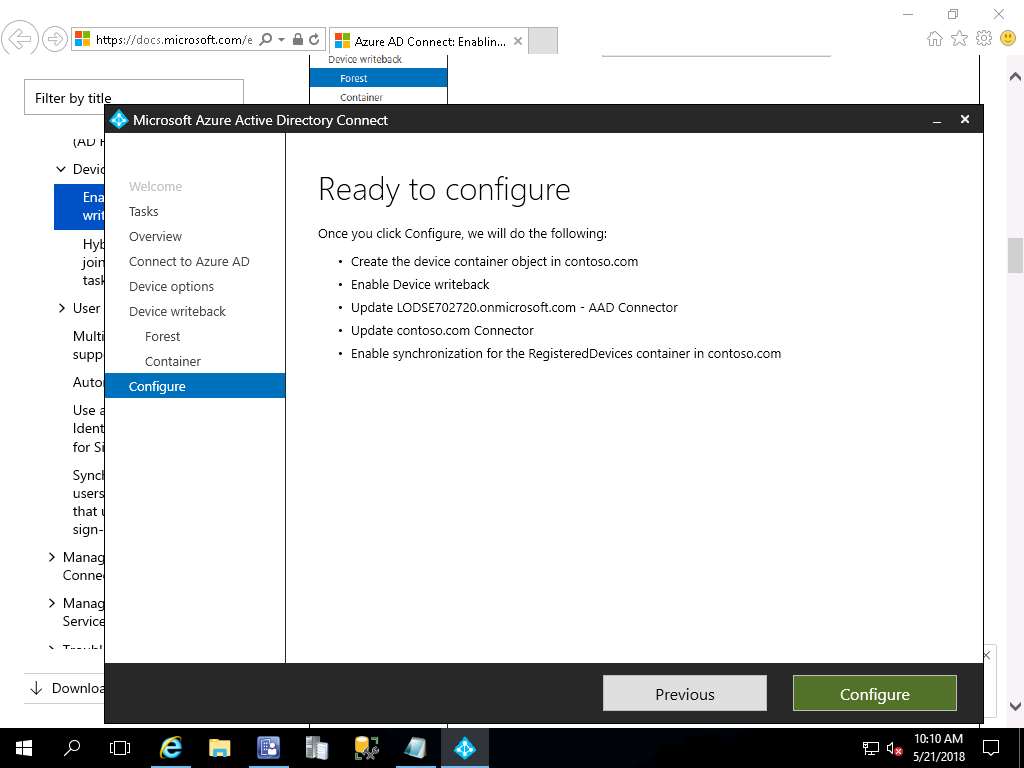 https://docs.microsoft.com/e
Azure AD Connect: Enablin...
Device writeback
Forest
Container
Filter by title
Microsoft Azure Active Directory Connect
(AD
Devic
Ena
writ
Hyb
join
task
User
Multi
supp
Auto
Use a
Ident
for Si
Synch
users
that u
sign-
Manag
Conne
Manag
Service
Downloa
Welcome
Tasks
Overview
Connect to Azure AD
Device options
Device writeback
Forest
Container
Configure
Ready to configure
Once you click Configure, we will do the following:
• Create the device container object in contoso.com
• Enable Device writeback
• Update LODSE702720.onmicrosoft.com - AAD Connector
• Update contoso.com Connector
• Enable synchronization for the RegisteredDevices container in contoso.com
Previous
Configure
10:10 AM
5/21/2018